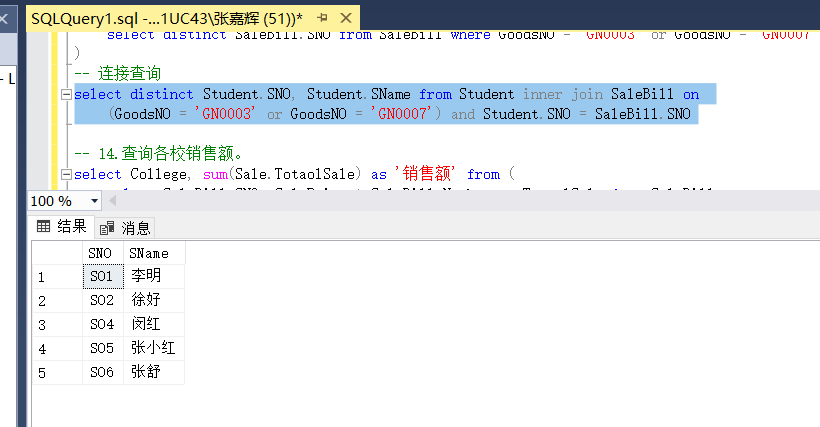 SQLQuery1.sql -...1UC43\张嘉辉 (51))*
select distinct SaleBill.SNO from SaleBill where GoodsNO = 'GN0003' or GoodsNO = 'GN0007'
)
-- 连接查询
select distinct Student.SNO, Student.SName from Student inner join SaleBill on
(GoodsNO = 'GN0003' or GoodsNO = 'GN0007') and Student.SNO = SaleBill.SNO
-- 14.查询各校销售额。
select College, sum(Sale.TotaolSale) as '销售额' from (
100 %
结果 消息
SNO SName
1 S01 李明
2 S02 徐好
3 S04 闵红
4 S05 张小红
5 S06 张舒